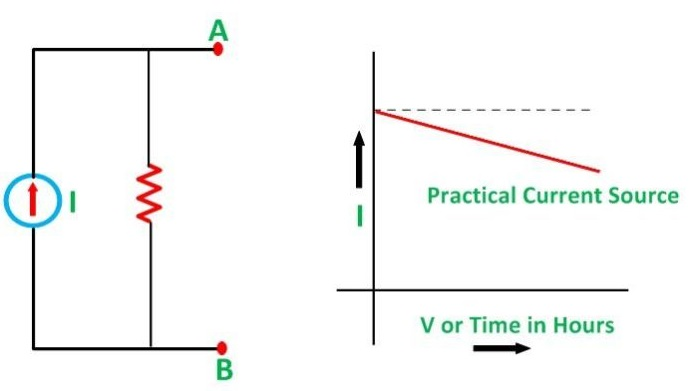 A
I
B
I
Practical Current Source
V or Time in Hours